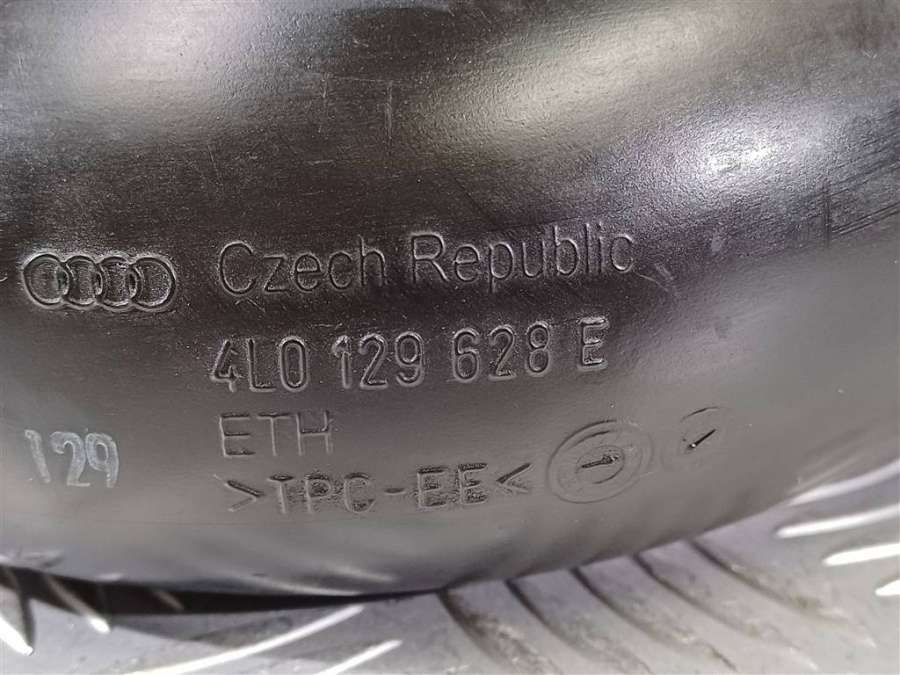 Czech Republic
4L0 129 628 E
ETH
129
>TPC-EE<